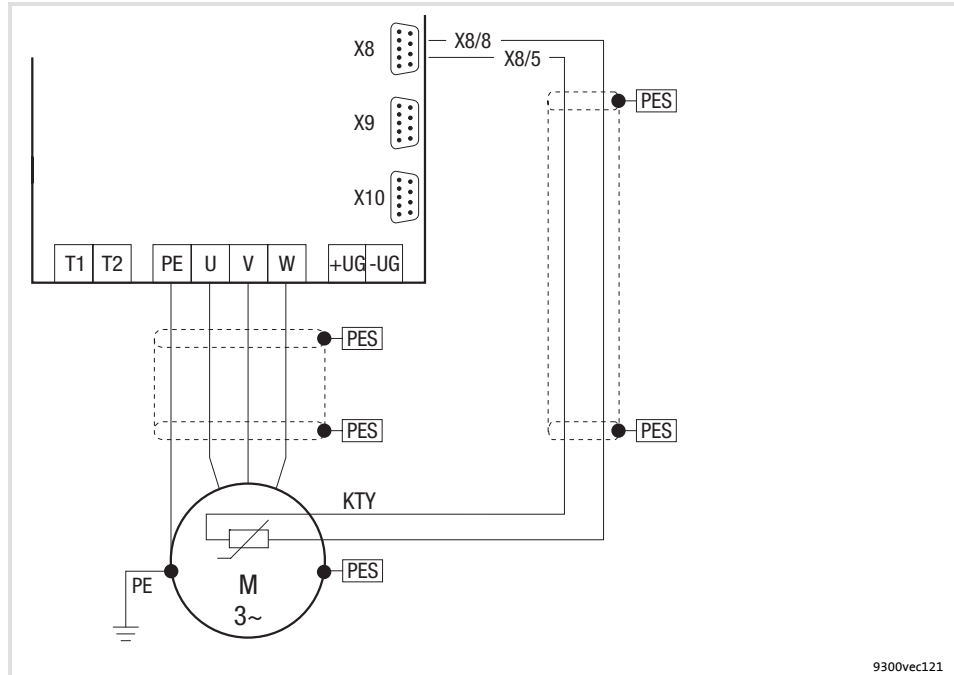 X8
X8/8
X8/5
PES
X9
X10
T1 T2 PE U V W +UG -UG
PES
PES
PES
KTY
PES
PE
M
3~
9300vec121